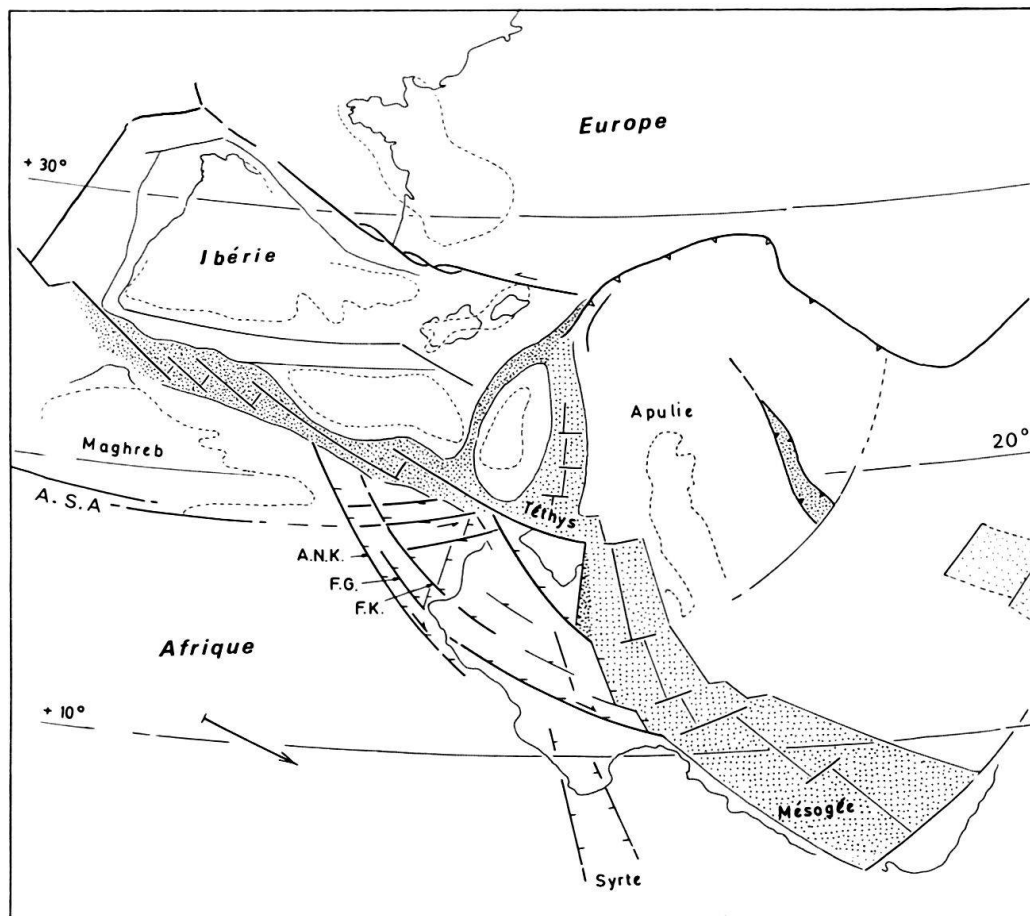 Europe
+ 30°
Ibérie
Apulie
Maghreb
20°
A.S.A
Téthys
A.N.K.
F.G.
F.K.
Afrique
+ 10°
Mésogée
Syrte